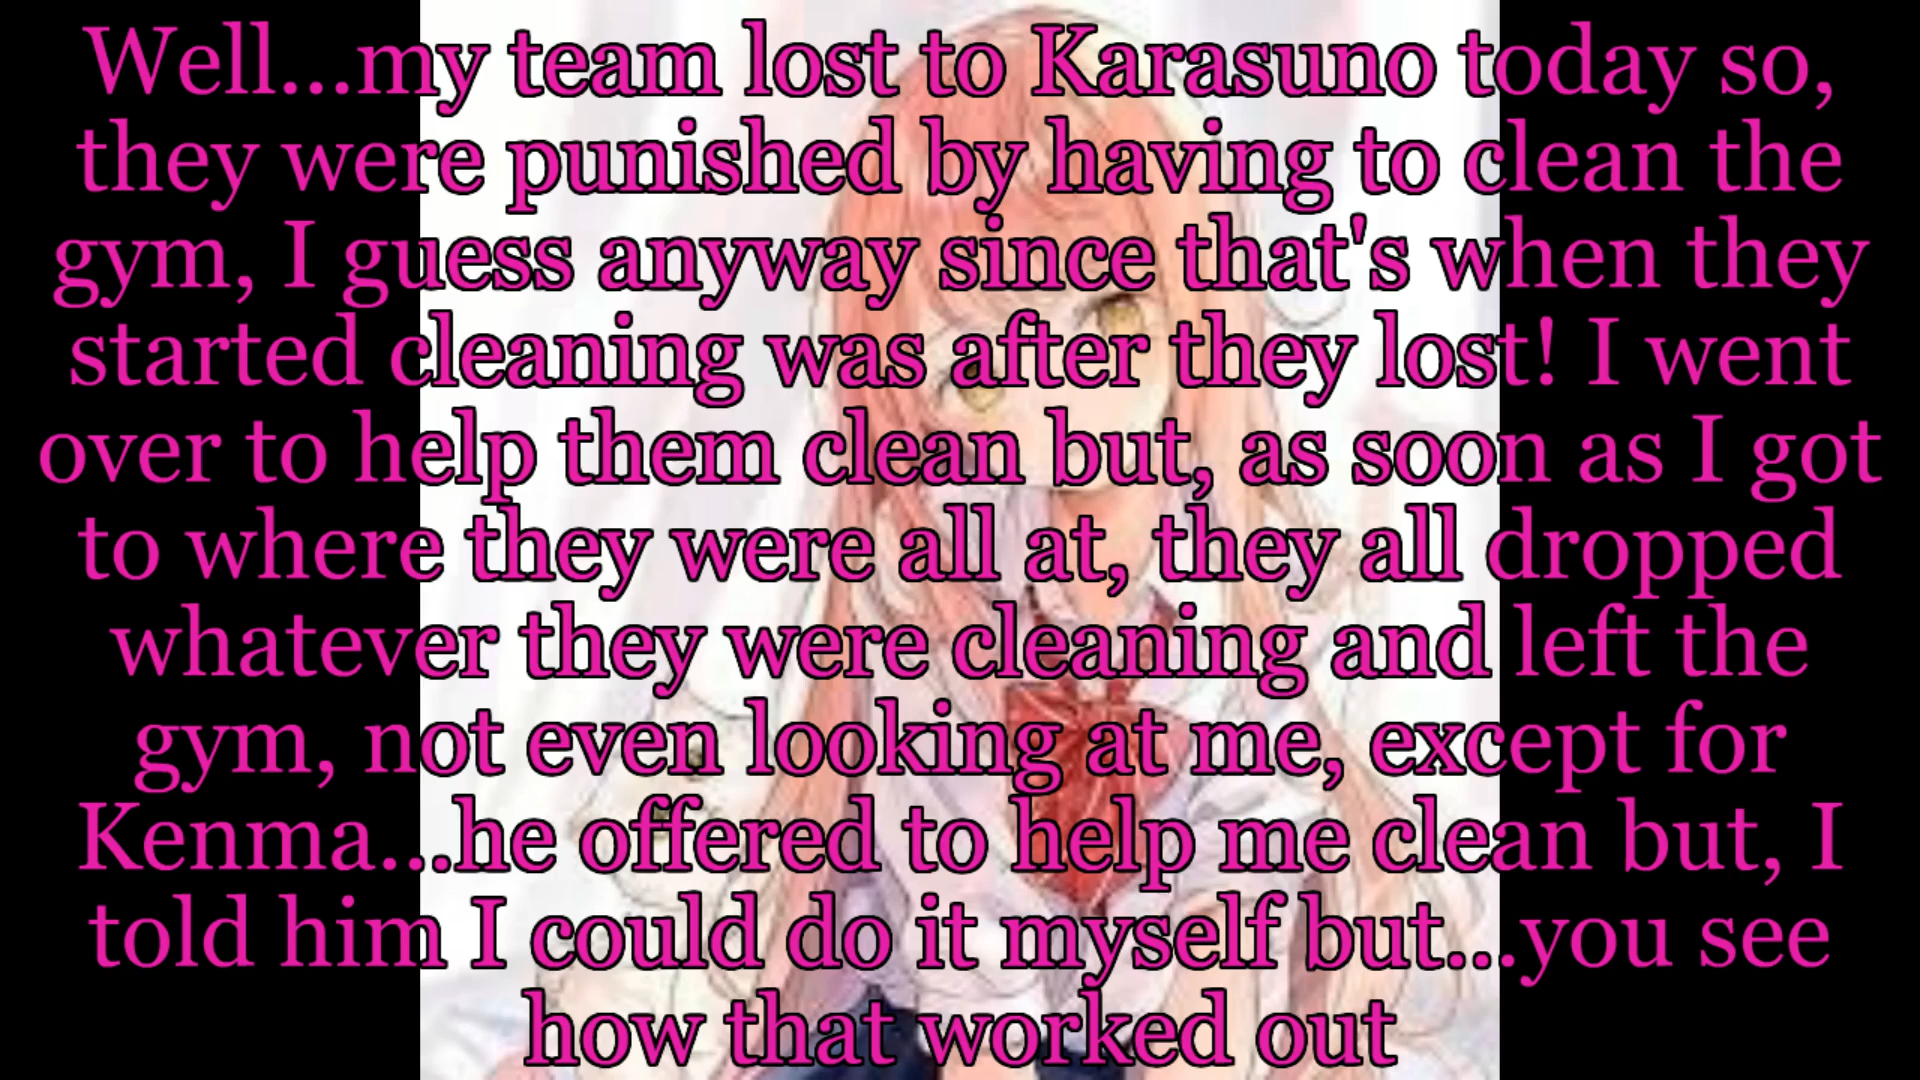 Well...my team lost to Karasuno today so,
they were punished by having to clean the
gym, I guess anyway since that's when they
started cleaning was after they lost! I went
over to help them clean but, as soon as I got
to where they were all at, they all dropped
whatever they were cleaning and left the
gym, not even looking at me, except for
Kenma...he offered to help me clean but, I
told him I could do it myself but...you see
how that worked out